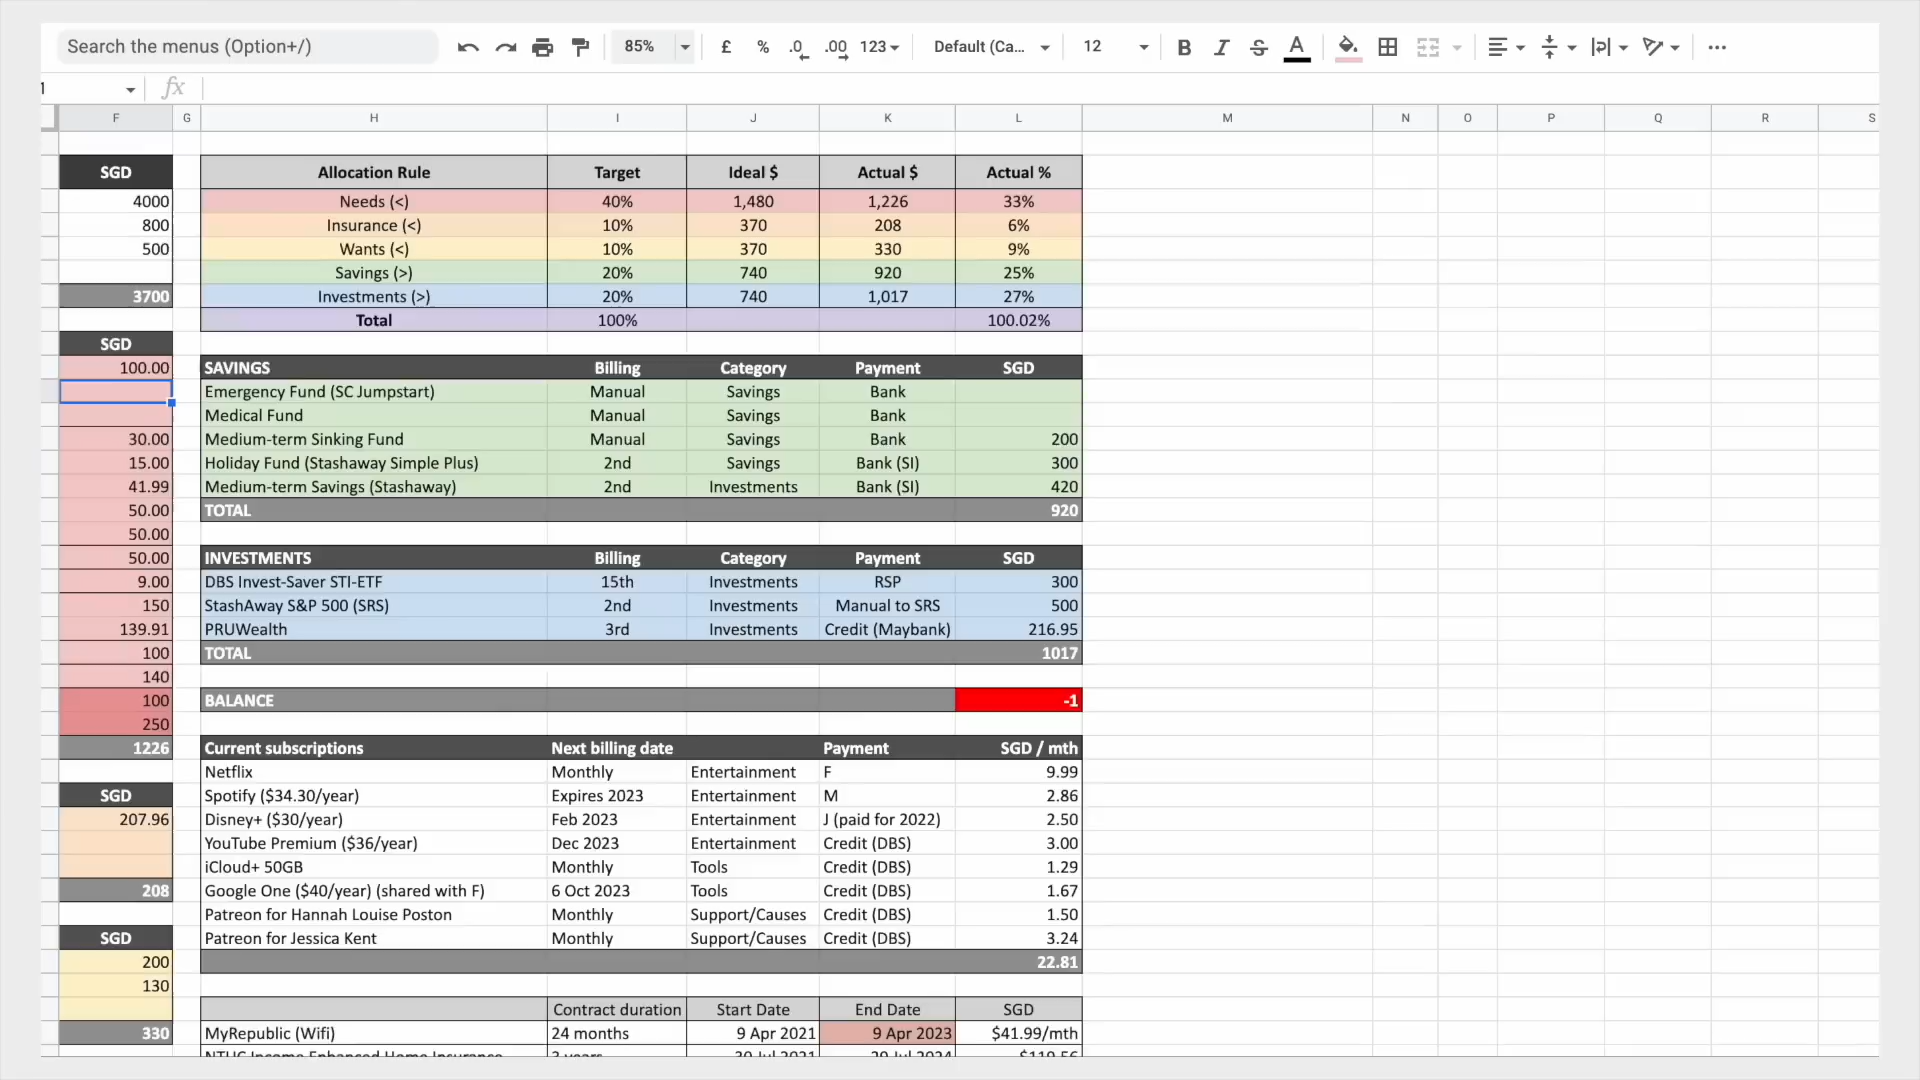 Search the menus (Option+/) 85% £ % .0 .00 123 Default (Ca... 12 B I S A
fx
F G H I J K L M N O P Q R S
SGD Allocation Rule Target Ideal $ Actual $ Actual %
4000 Needs (<) 40% 1,480 1,226 33%
800 Insurance (<) 10% 370 208 6%
500 Wants (<) 10% 370 330 9%
Savings (>) 20% 740 920 25%
3700 Investments (>) 20% 740 1,017 27%
Total 100% 100.02%
SGD
100.00 SAVINGS Billing Category Payment SGD
Emergency Fund (SC Jumpstart) Manual Savings Bank
Medical Fund Manual Savings Bank
30.00 Medium-term Sinking Fund Manual Savings Bank 200
15.00 Holiday Fund (Stashaway Simple Plus) 2nd Savings Bank (SI) 300
41.99 Medium-term Savings (Stashaway) 2nd Investments Bank (SI) 420
50.00 TOTAL 920
50.00
50.00 INVESTMENTS Billing Category Payment SGD
9.00 DBS Invest-Saver STI-ETF 15th Investments RSP 300
150 StashAway S&P 500 (SRS) 2nd Investments Manual to SRS 500
139.91 PRUWealth 3rd Investments Credit (Maybank) 216.95
100 TOTAL 1017
140
100 BALANCE -1
250
1226 Current subscriptions Next billing date Payment SGD / mth
Netflix Monthly Entertainment F 9.99
SGD Spotify ($34.30/year) Expires 2023 Entertainment M 2.86
207.96 Disney+ ($30/year) Feb 2023 Entertainment J (paid for 2022) 2.50
YouTube Premium ($36/year) Dec 2023 Entertainment Credit (DBS) 3.00
iCloud+ 50GB Monthly Tools Credit (DBS) 1.29
208 Google One ($40/year) (shared with F) 6 Oct 2023 Tools Credit (DBS) 1.67
Patreon for Hannah Louise Poston Monthly Support/Causes Credit (DBS) 1.50
SGD Patreon for Jessica Kent Monthly Support/Causes Credit (DBS) 3.24
200 22.81
130
Contract duration Start Date End Date SGD
330 MyRepublic (Wifi) 24 months 9 Apr 2021 9 Apr 2023 $41.99/mth
NTUC Income Enhanced Home Insurance 3 years 30 Jul 2021 29 Jul 2024 $119.56